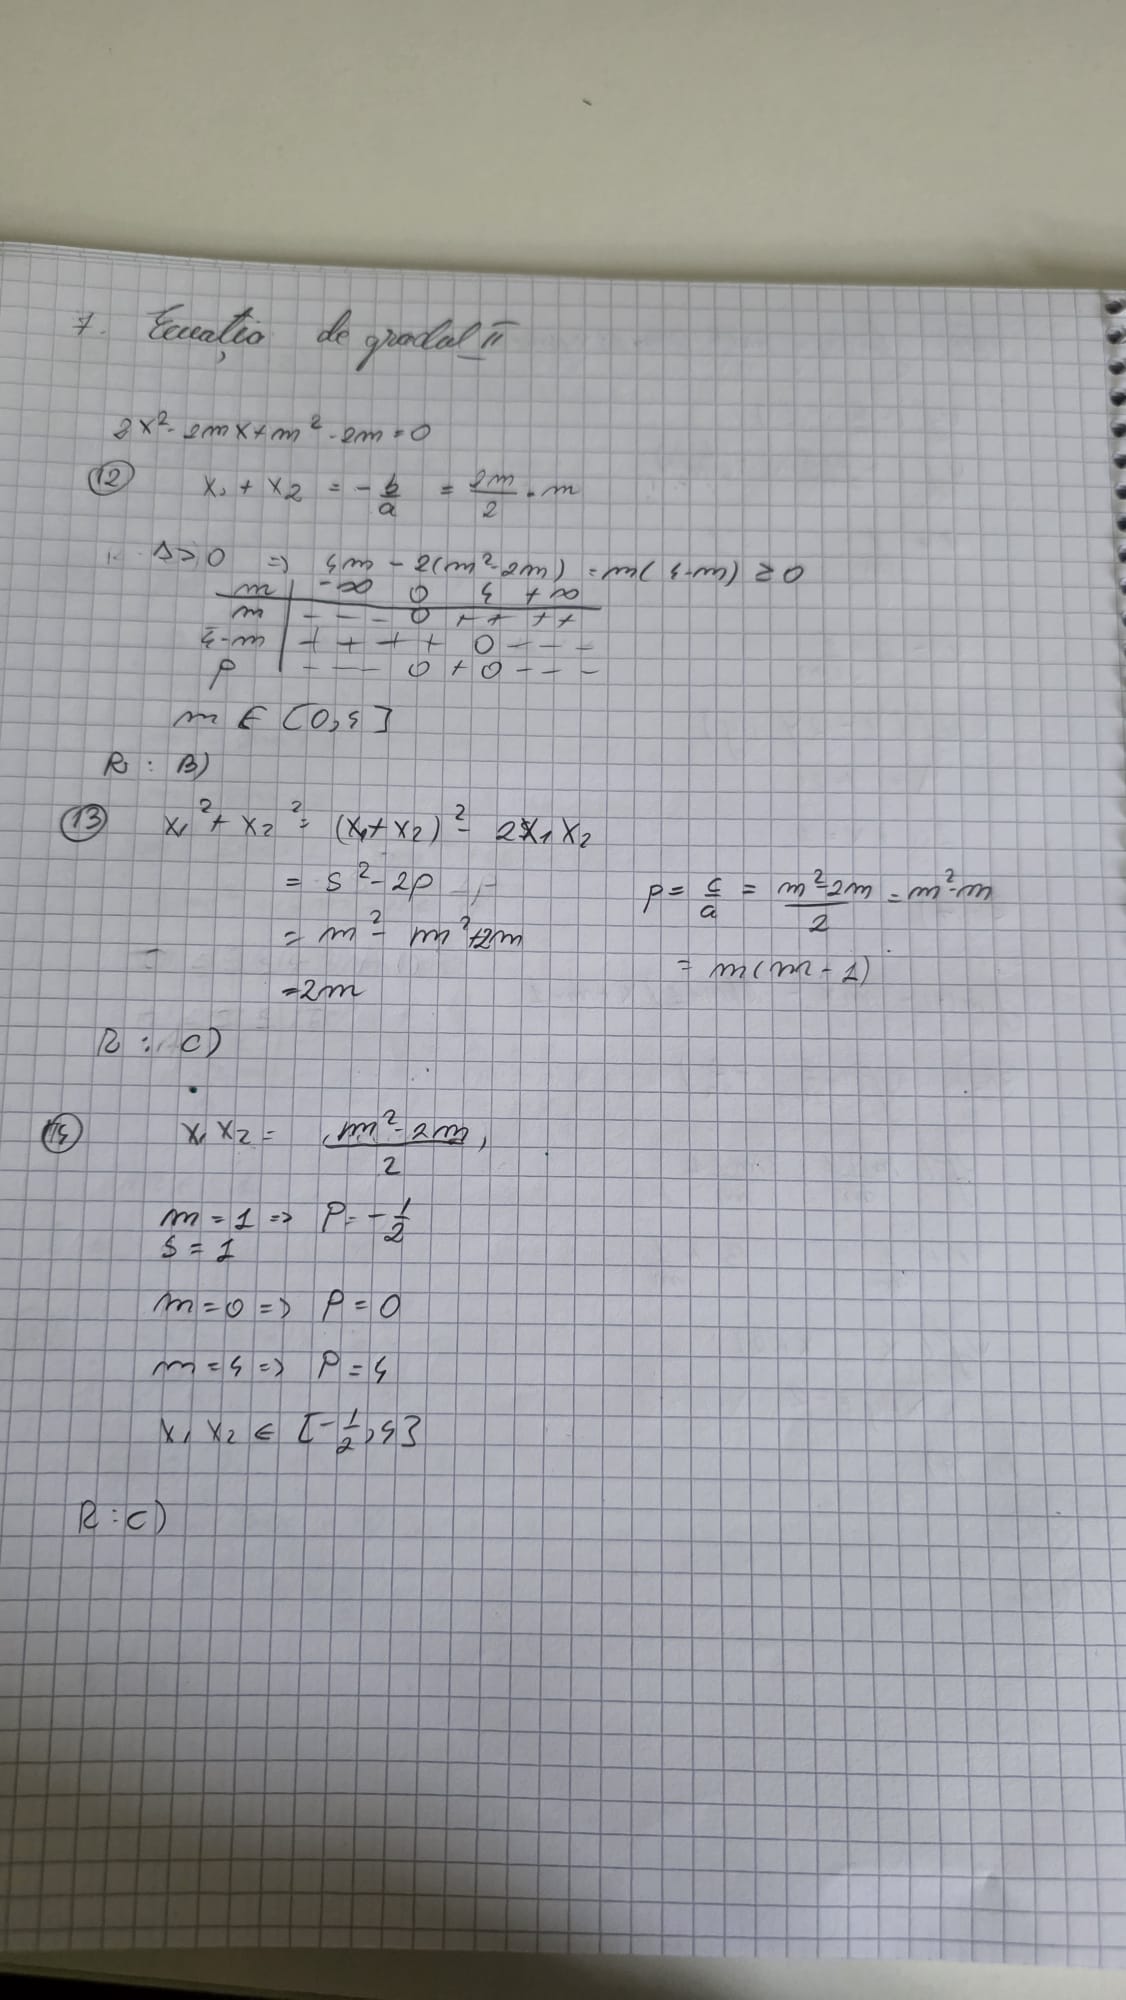 7. Ecuația de gradul II
2x²-2mx+m²-2m=0
(12) x₁ + x₂ = -b/a = 2m/2 = m
Δ≥0 => 4m - 2(m²-2m) = m(4-m) ≥ 0
m | -∞ 0 4 +∞
m | - - - 0 + + + +
4-m | + + + + 0 - - -
P | - - - 0 + 0 - - -
m ∈ [0,4]
R: B)
(13) x₁² + x₂² = (x₁+x₂)² - 2x₁x₂
= S²-2P P = c/a = (m²-2m)/2 = m²-m
= m² - m²+2m = m(m-1)
=2m
R: C)
(14) x₁x₂ = (m²-2m)/2
m=1 => P=-1/2
S=1
m=0 => P=0
m=4 => P=4
x₁x₂ ∈ [-1/2,4]
R:C)